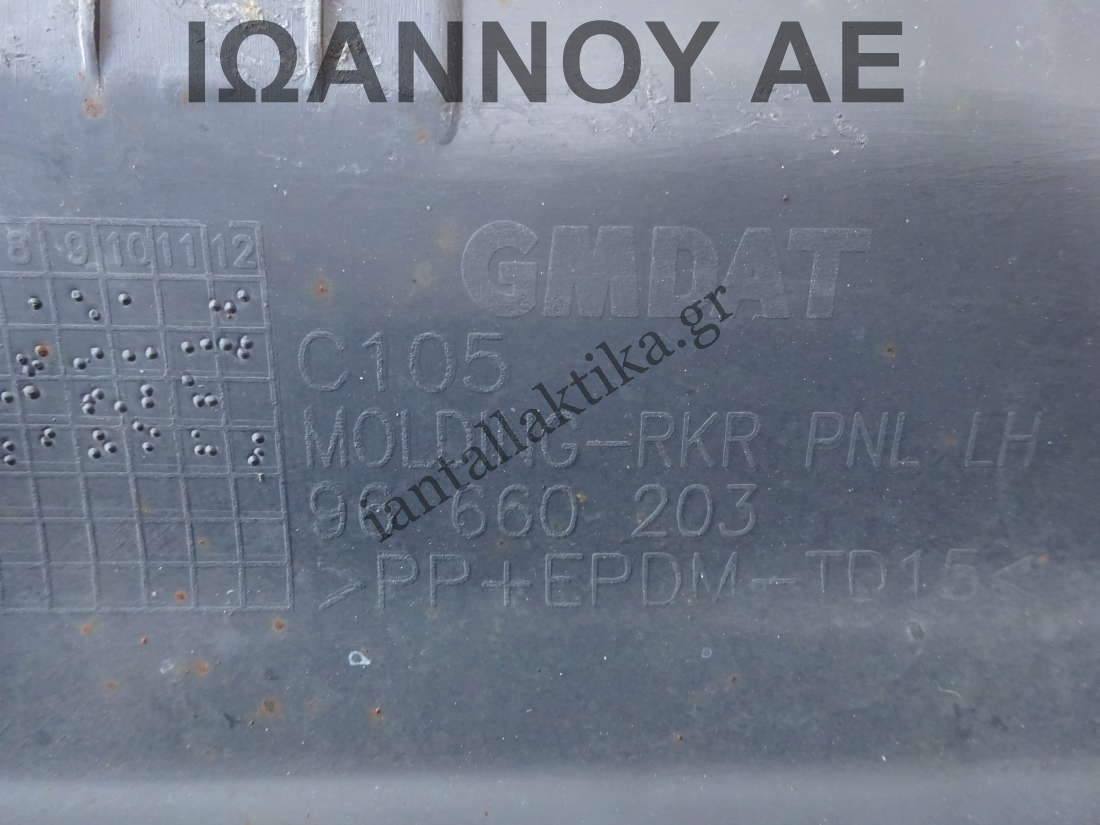 ΙΩΑΝΝΟΥ ΑΕ
8 9 10 11 12
GMDAT
C105
MOLDING-RKR PNL LH
96 660 203
>PP+EPDM-TD15<
iantallaktika.gr